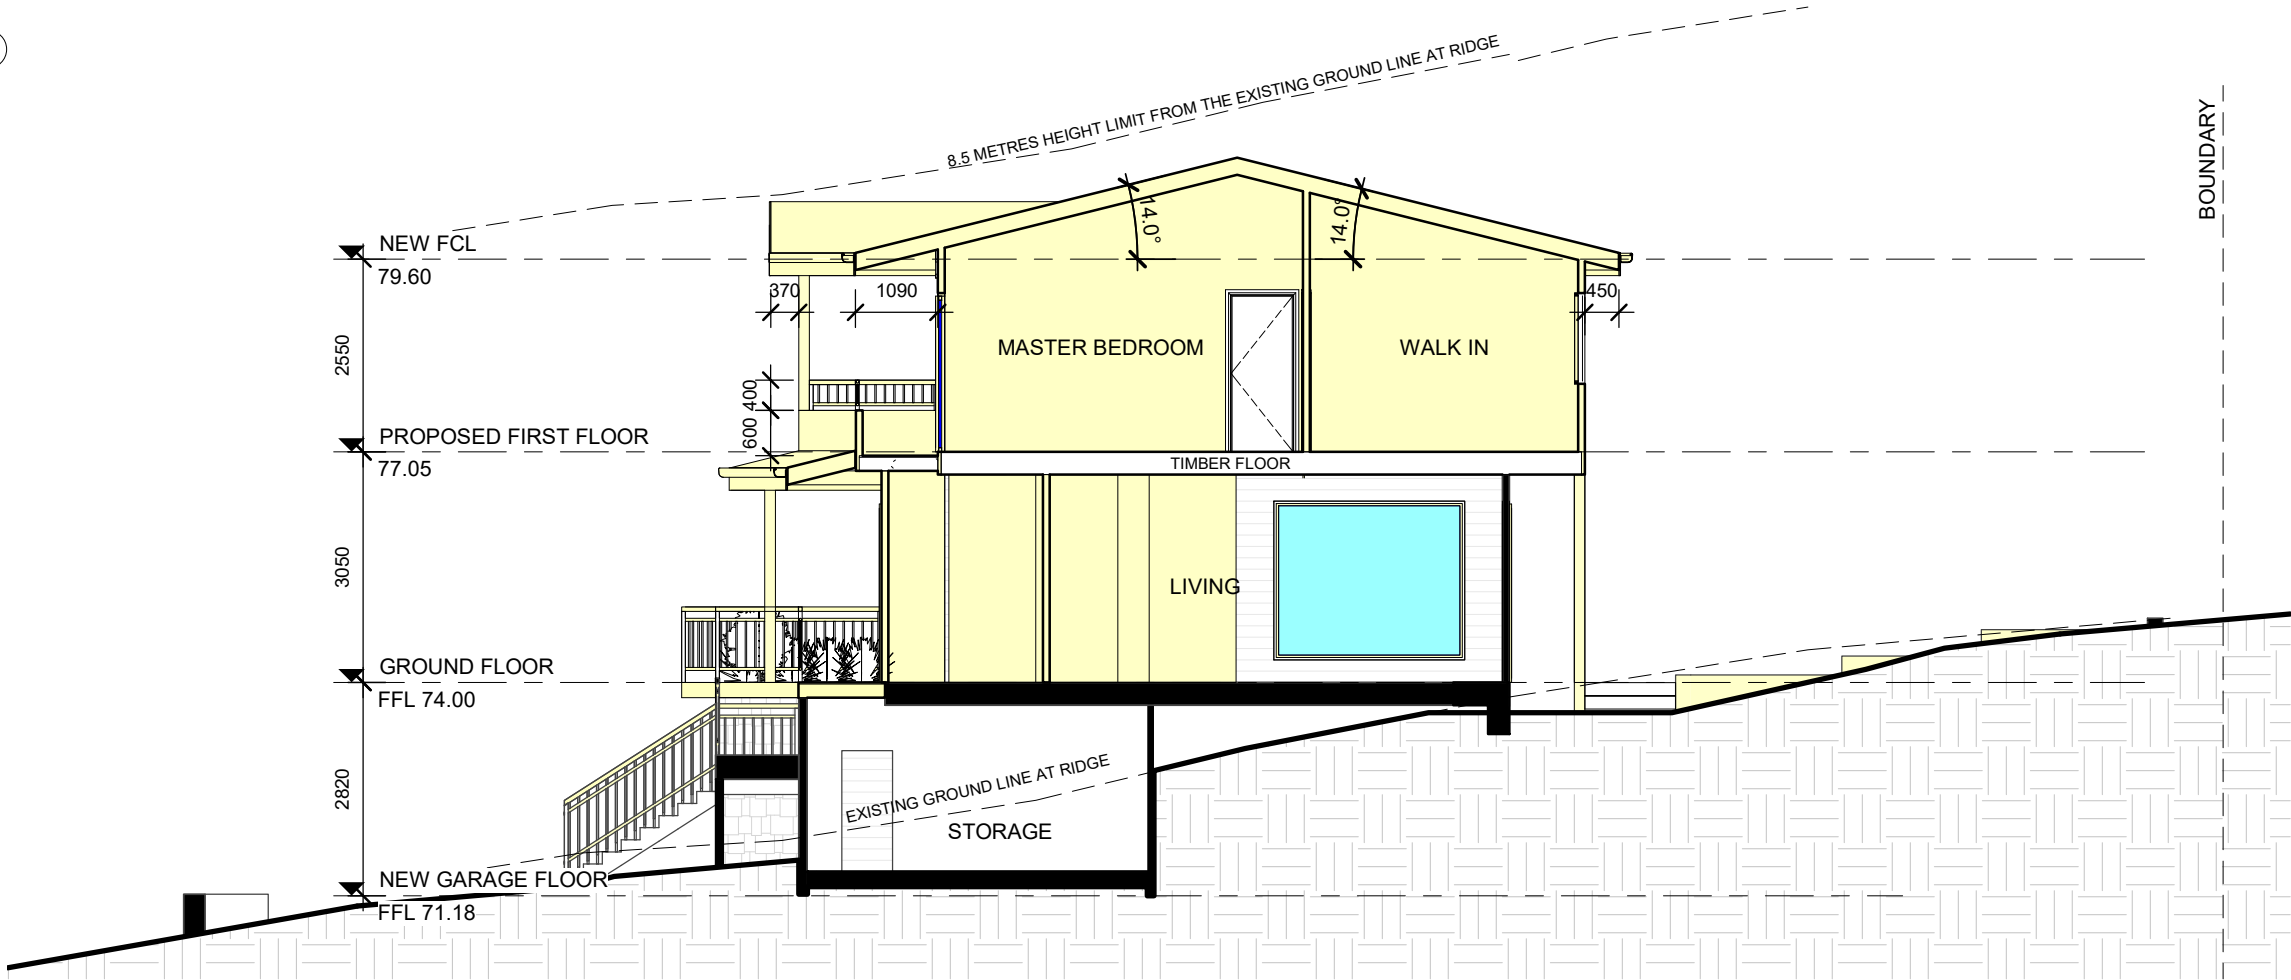 8.5 METRES HEIGHT LIMIT FROM THE EXISTING GROUND LINE AT RIDGE
BOUNDARY
14.0°
14.0°
NEW FCL
79.60
370
1090
450
2550
MASTER BEDROOM
WALK IN
400
600
PROPOSED FIRST FLOOR
77.05
TIMBER FLOOR
3050
LIVING
GROUND FLOOR
FFL 74.00
2820
EXISTING GROUND LINE AT RIDGE
STORAGE
NEW GARAGE FLOOR
FFL 71.18